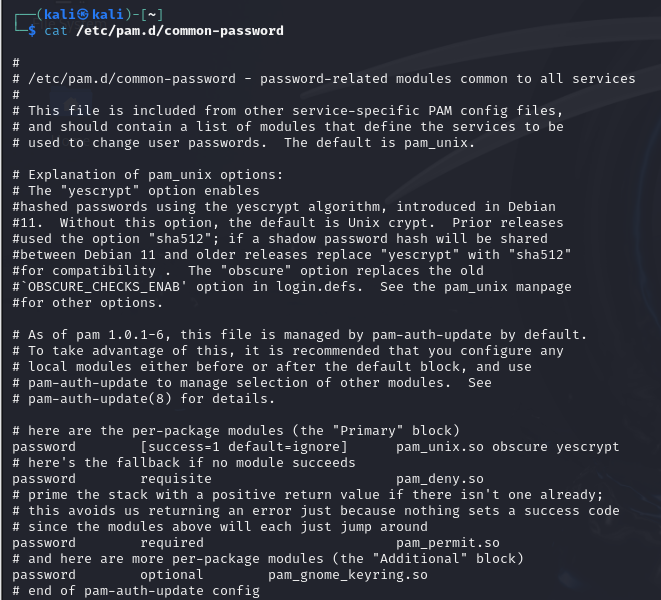 ┌──(kali㉿kali)-[~]
└─$ cat /etc/pam.d/common-password
#
# /etc/pam.d/common-password - password-related modules common to all services
#
# This file is included from other service-specific PAM config files,
# and should contain a list of modules that define the services to be
# used to change user passwords.  The default is pam_unix.

# Explanation of pam_unix options:
# The "yescrypt" option enables
#hashed passwords using the yescrypt algorithm, introduced in Debian
#11.  Without this option, the default is Unix crypt.  Prior releases
#used the option "sha512"; if a shadow password hash will be shared
#between Debian 11 and older releases replace "yescrypt" with "sha512"
#for compatibility .  The "obscure" option replaces the old
#`OBSCURE_CHECKS_ENAB' option in login.defs.  See the pam_unix manpage
#for other options.

# As of pam 1.0.1-6, this file is managed by pam-auth-update by default.
# To take advantage of this, it is recommended that you configure any
# local modules either before or after the default block, and use
# pam-auth-update to manage selection of other modules.  See
# pam-auth-update(8) for details.

# here are the per-package modules (the "Primary" block)
password        [success=1 default=ignore]      pam_unix.so obscure yescrypt
# here's the fallback if no module succeeds
password        requisite                       pam_deny.so
# prime the stack with a positive return value if there isn't one already;
# this avoids us returning an error just because nothing sets a success code
# since the modules above will each just jump around
password        required                        pam_permit.so
# and here are more per-package modules (the "Additional" block)
password        optional        pam_gnome_keyring.so
# end of pam-auth-update config